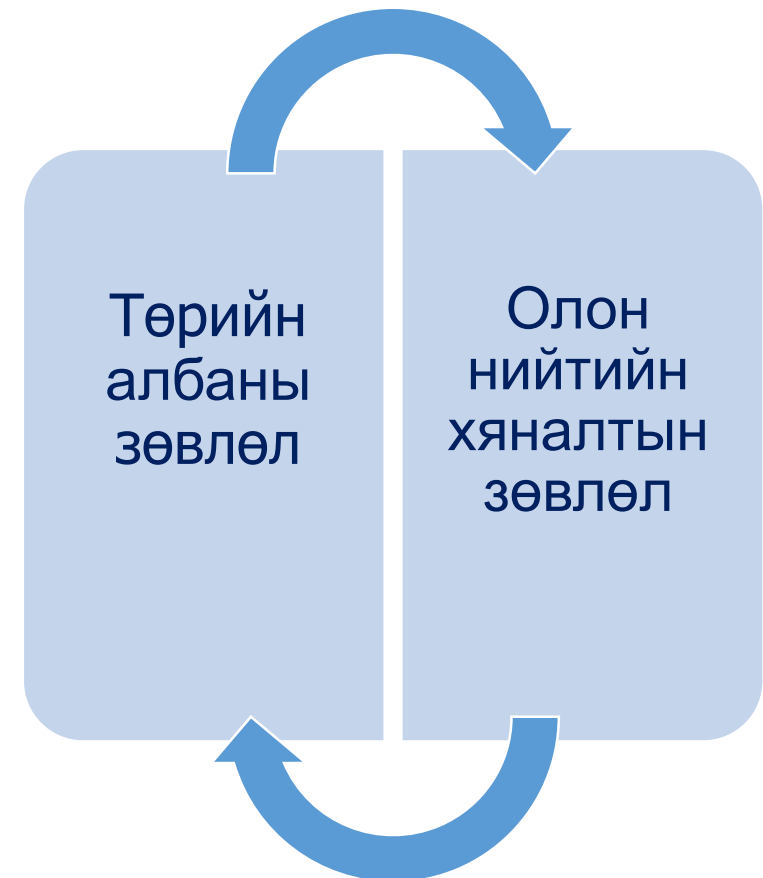 Төрийн
албаны
зөвлөл
Олон
нийтийн
хяналтын
зөвлөл